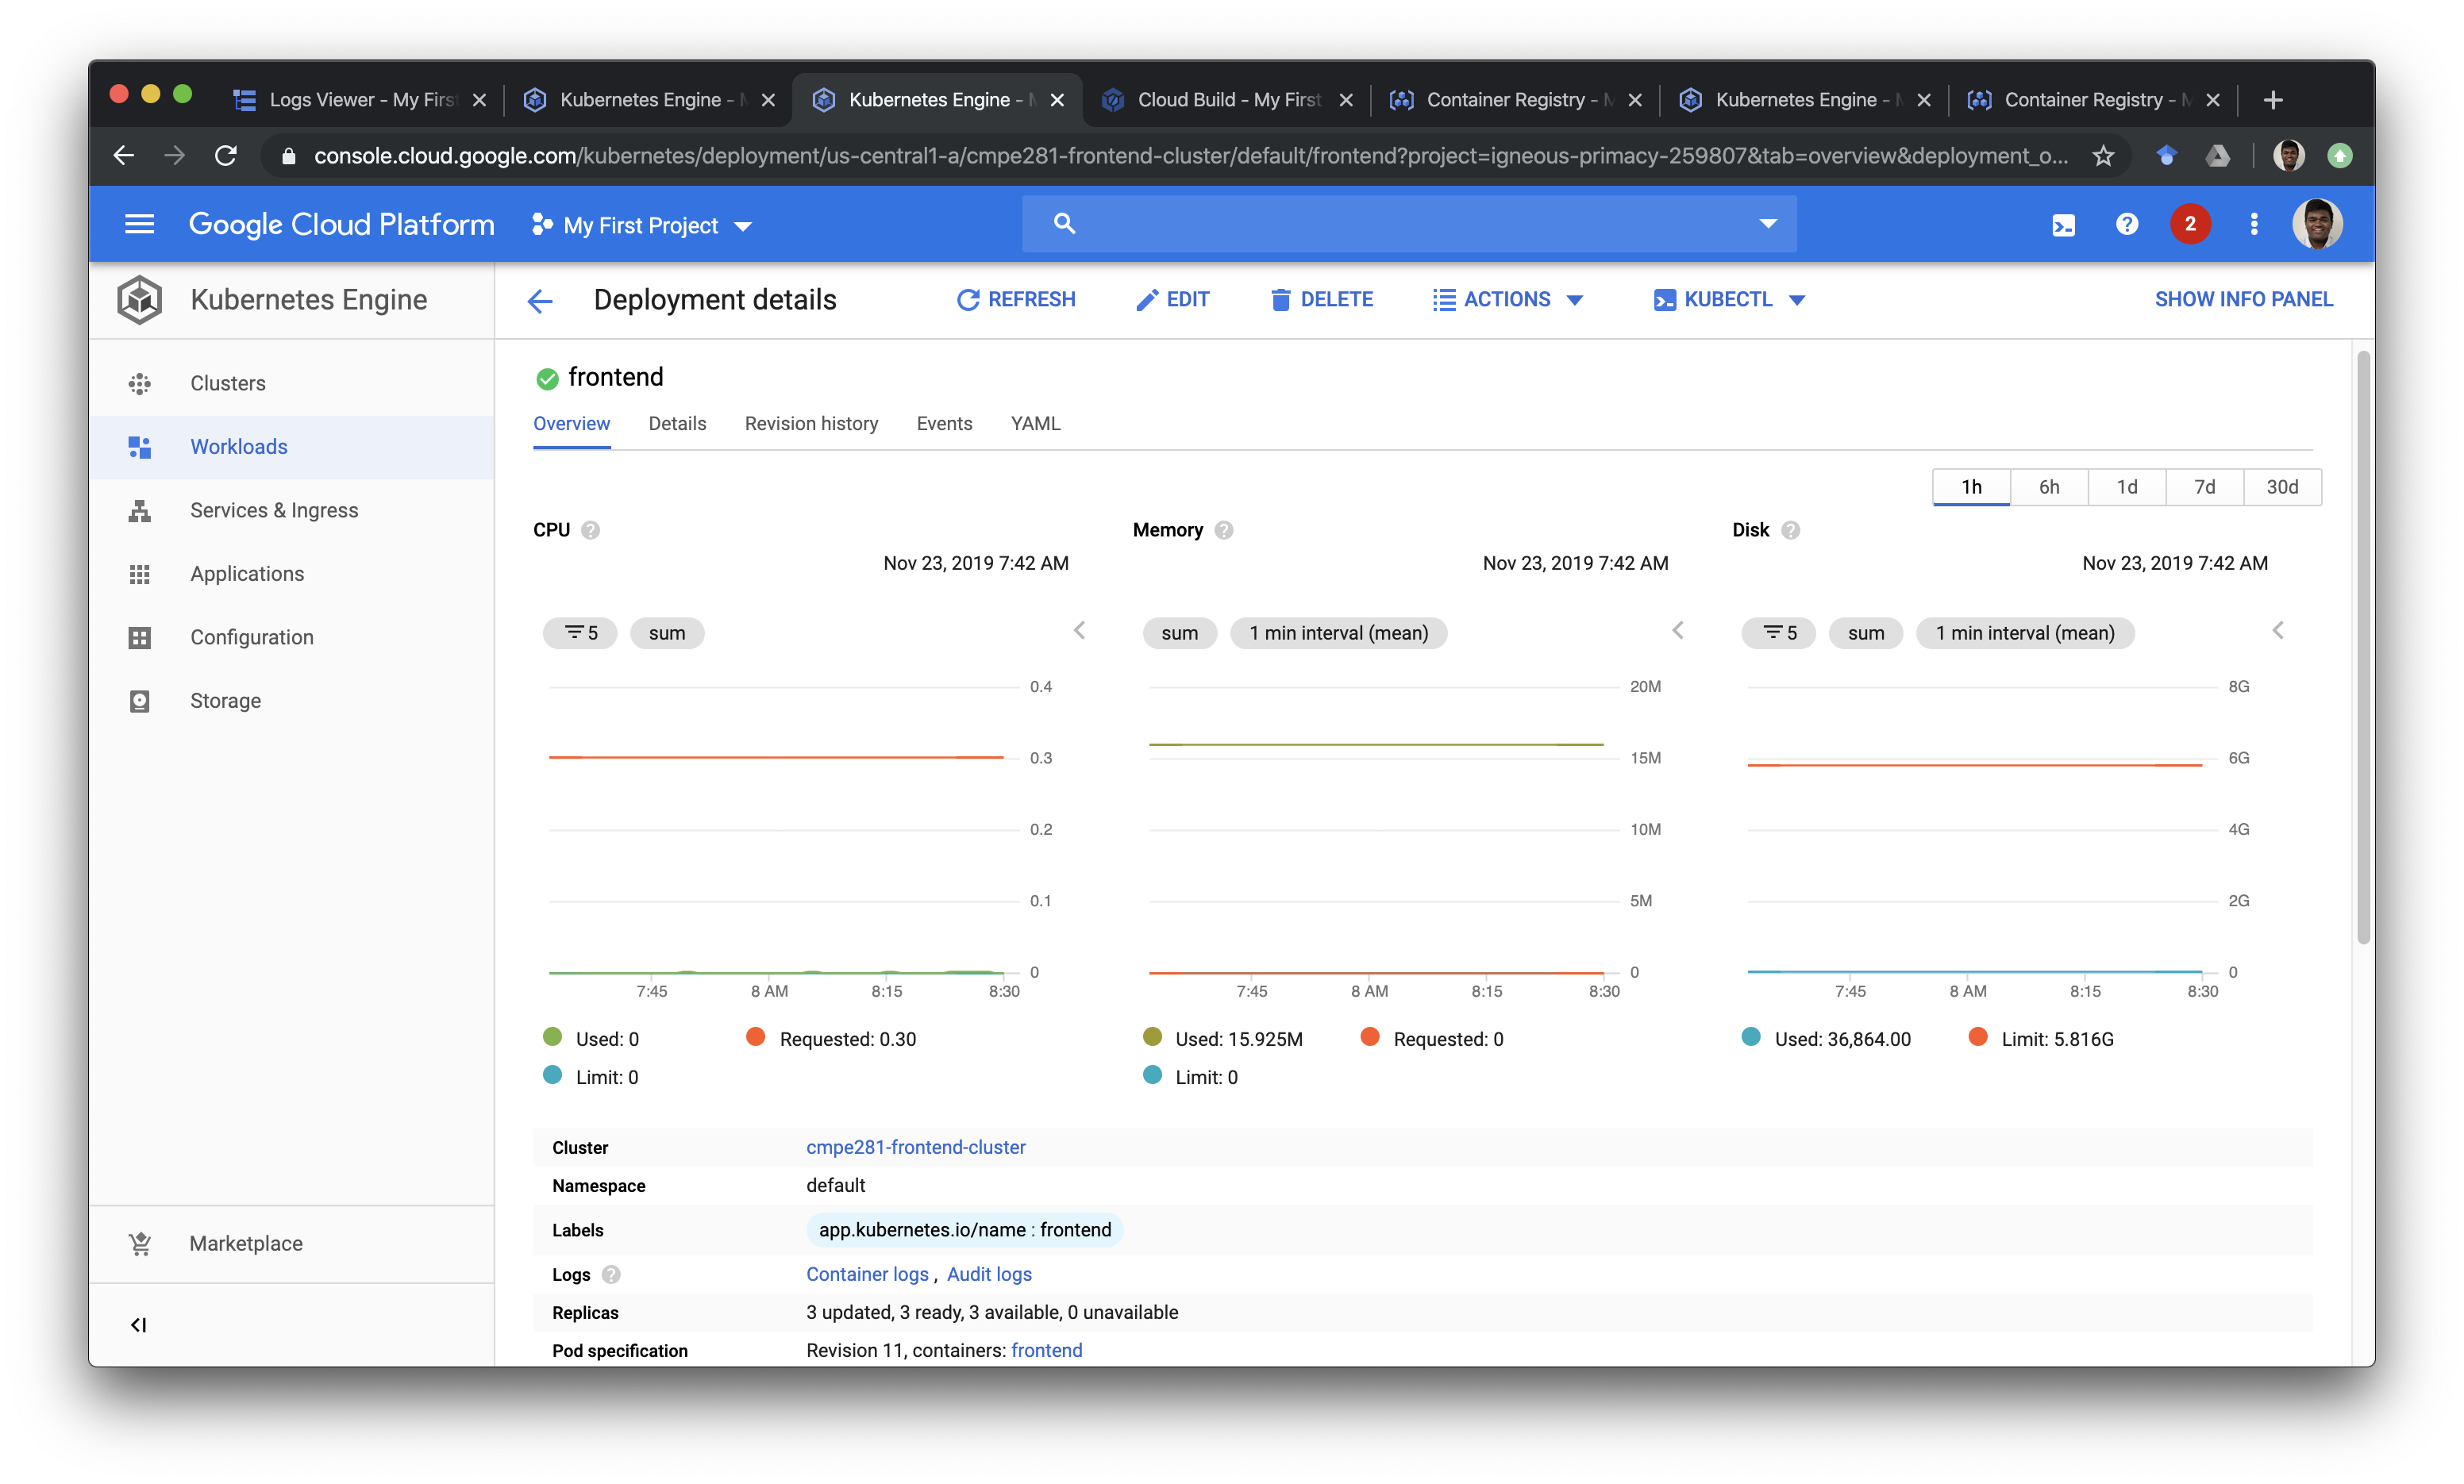 Logs Viewer - My Firs
Kubernetes Engine -
Kubernetes Engine -
Cloud Build - My First
Container Registry -
Kubernetes Engine -
Container Registry -
console.cloud.google.com/kubernetes/deployment/us-central1-a/cmpe281-frontend-cluster/default/frontend?project=igneous-primacy-259807&tab=overview&deployment_o...
Google Cloud Platform
My First Project
2
Kubernetes Engine
Deployment details
REFRESH
EDIT
DELETE
ACTIONS
KUBECTL
SHOW INFO PANEL
Clusters
Workloads
Services & Ingress
Applications
Configuration
Storage
Marketplace
frontend
Overview Details Revision history Events YAML
1h 6h 1d 7d 30d
CPU
Nov 23, 2019 7:42 AM
5 sum
0.4
0.3
0.2
0.1
0
7:45 8 AM 8:15 8:30
Used: 0 Requested: 0.30
Limit: 0
Memory
Nov 23, 2019 7:42 AM
sum 1 min interval (mean)
20M
15M
10M
5M
0
7:45 8 AM 8:15 8:30
Used: 15.925M Requested: 0
Limit: 0
Disk
Nov 23, 2019 7:42 AM
5 sum 1 min interval (mean)
8G
6G
4G
2G
0
7:45 8 AM 8:15 8:30
Used: 36,864.00 Limit: 5.816G
Cluster cmpe281-frontend-cluster
Namespace default
Labels app.kubernetes.io/name : frontend
Logs Container logs , Audit logs
Replicas 3 updated, 3 ready, 3 available, 0 unavailable
Pod specification Revision 11, containers: frontend